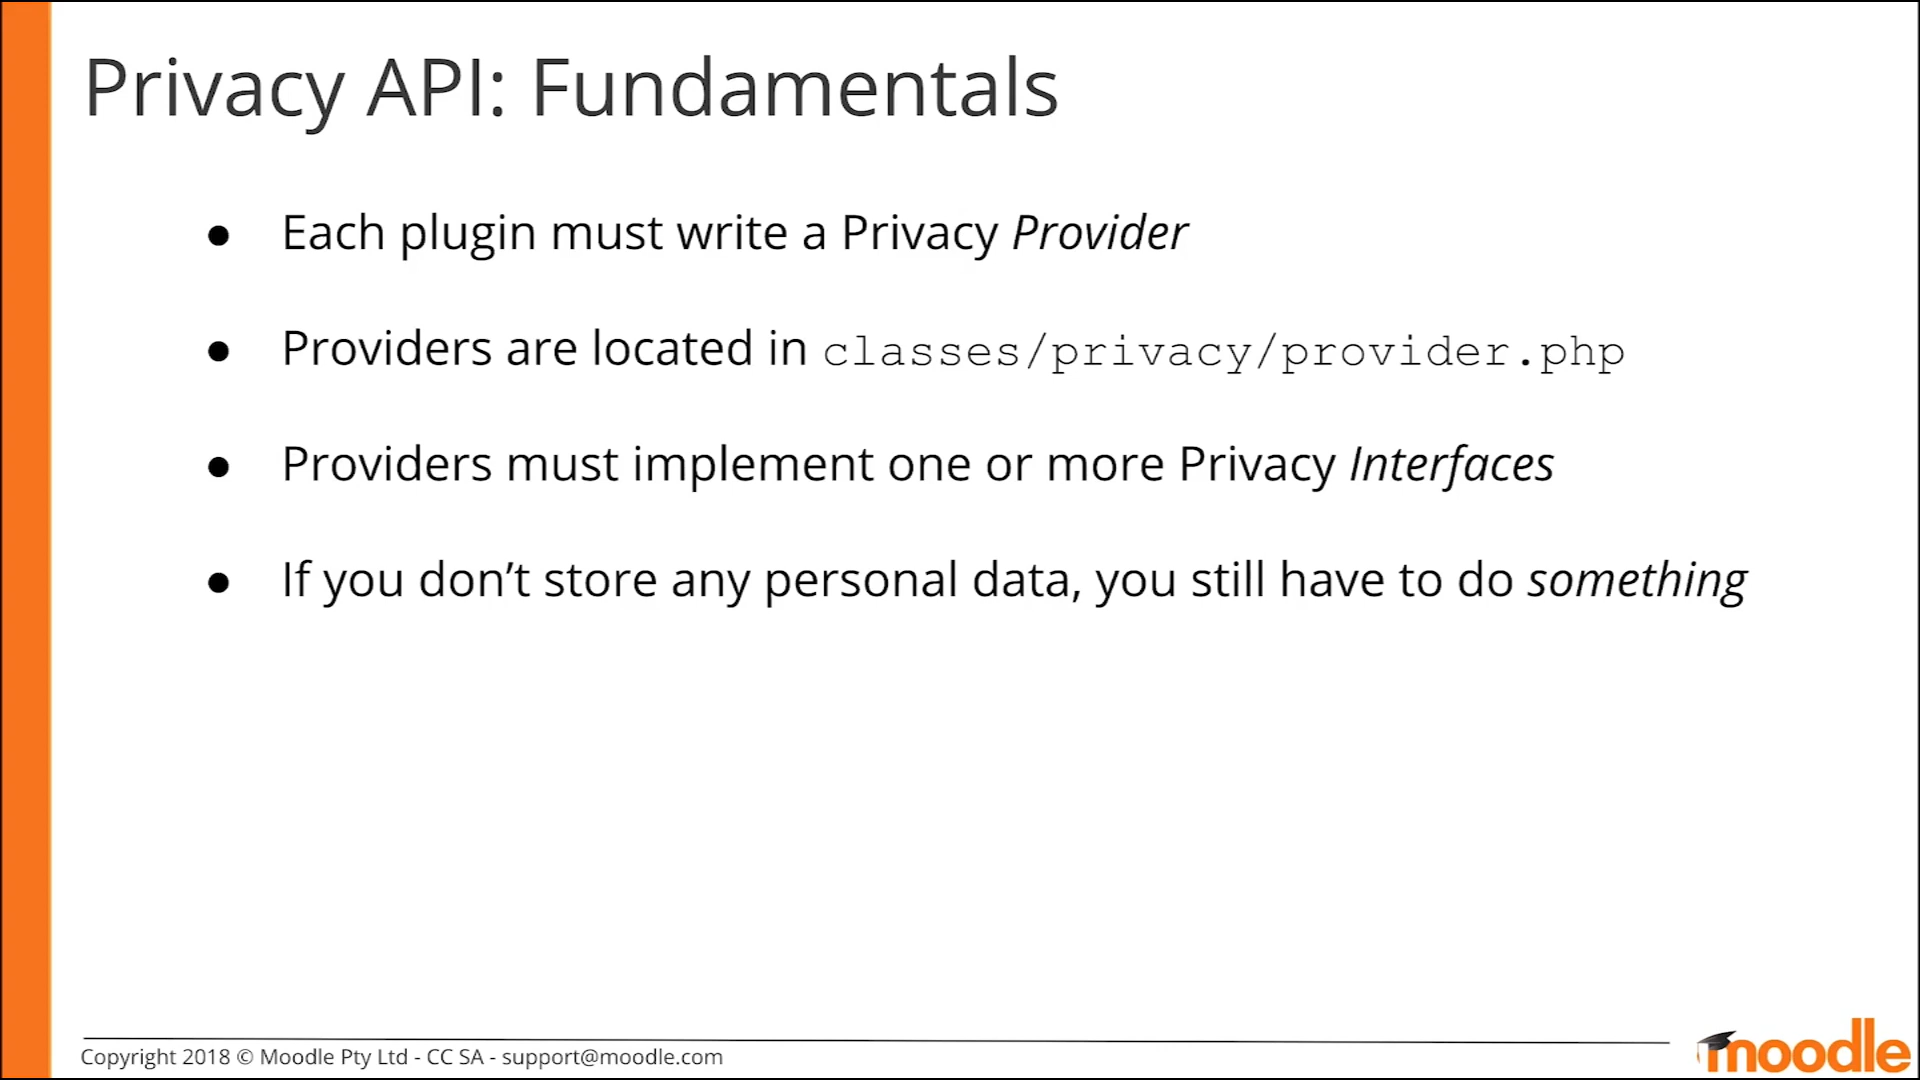 Privacy API: Fundamentals
● Each plugin must write a Privacy Provider
● Providers are located in classes/privacy/provider.php
● Providers must implement one or more Privacy Interfaces
● If you don’t store any personal data, you still have to do something
Copyright 2018 © Moodle Pty Ltd - CC SA - support@moodle.com
moodle